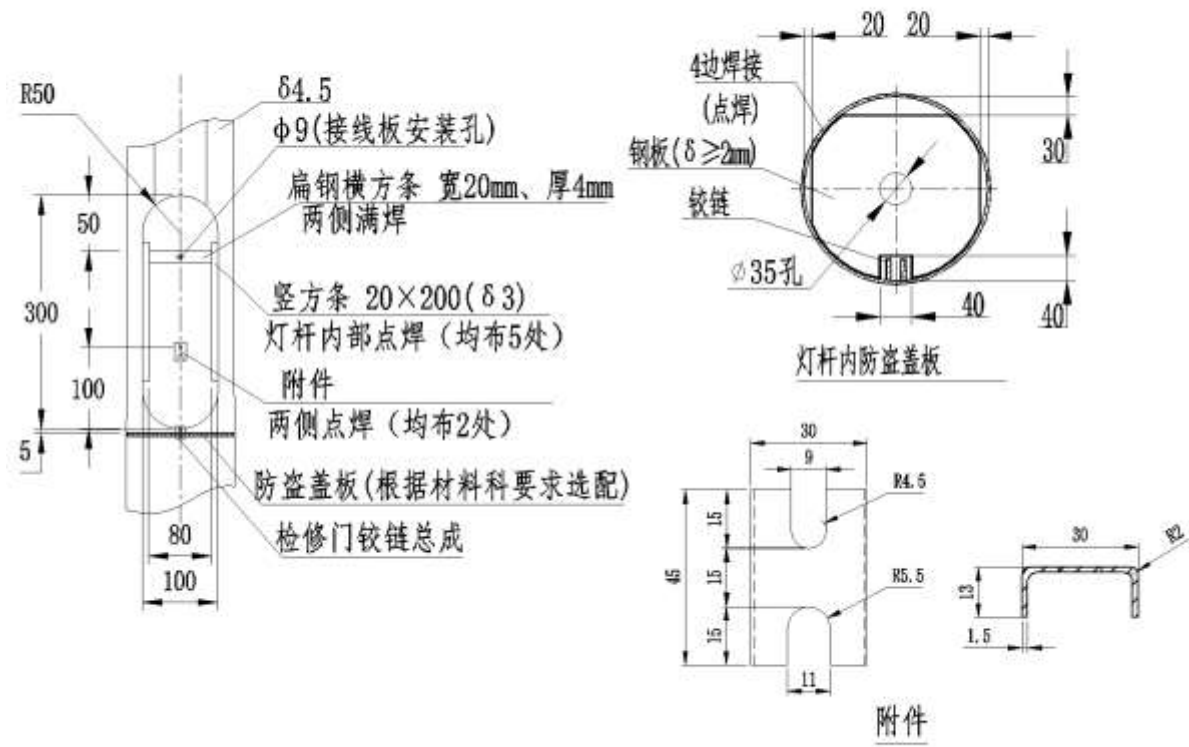 R50
δ4.5
φ9(接线板安装孔)
扁钢横方条 宽20mm、厚4mm
两侧满焊
50
300
竖方条 20×200(δ3)
灯杆内部点焊（均布5处）
100
附件
两侧点焊（均布2处）
5
防盗盖板(根据材料科要求选配)
检修门铰链总成
80
100
20 20
4边焊接
(点焊)
30
钢板(δ≥2mm)
铰链
∅35孔
40
40
灯杆内防盗盖板
30
9
R4.5
15
45
15
R5.5
15
11
30
R2
13
1.5
附件